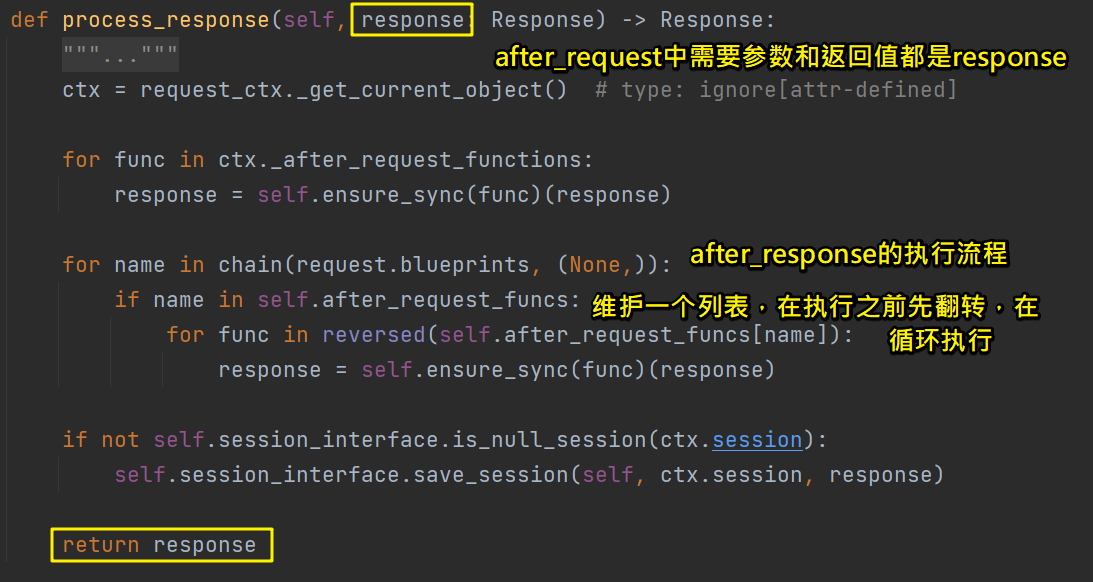 def process_response(self, response: Response) -> Response:
"""..."""
after_request中需要参数和返回值都是response
ctx = request_ctx._get_current_object()  # type: ignore[attr-defined]
for func in ctx._after_request_functions:
response = self.ensure_sync(func)(response)
for name in chain(request.blueprints, (None,)):
after_response的执行流程
if name in self.after_request_funcs:
维护一个列表，在执行之前先翻转，在
循环执行
for func in reversed(self.after_request_funcs[name]):
response = self.ensure_sync(func)(response)
if not self.session_interface.is_null_session(ctx.session):
self.session_interface.save_session(self, ctx.session, response)
return response